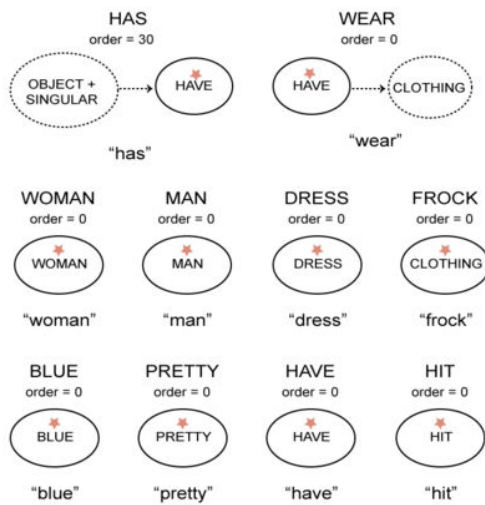 HAS
order = 30
OBJECT +
SINGULAR
HAVE
"has"
WEAR
order = 0
HAVE
CLOTHING
"wear"
WOMAN
order = 0
WOMAN
"woman"
MAN
order = 0
MAN
"man"
DRESS
order = 0
DRESS
"dress"
FROCK
order = 0
CLOTHING
"frock"
BLUE
order = 0
BLUE
"blue"
PRETTY
order = 0
PRETTY
"pretty"
HAVE
order = 0
HAVE
"have"
HIT
order = 0
HIT
"hit"